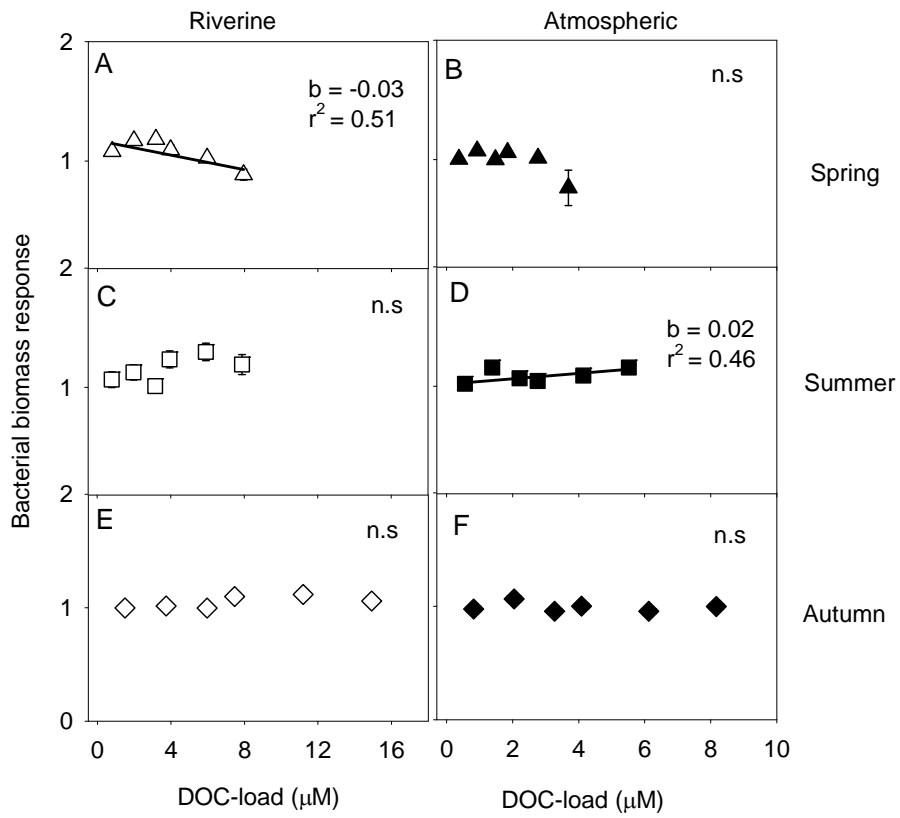 Riverine
Atmospheric
Bacterial biomass response
2
A
b = -0.03
r² = 0.51
1
B
n.s
Spring
2
C
n.s
1
D
b = 0.02
r² = 0.46
Summer
2
E
n.s
1
0
F
n.s
Autumn
0 4 8 12 16
0 2 4 6 8 10
DOC-load (μM)
DOC-load (μM)